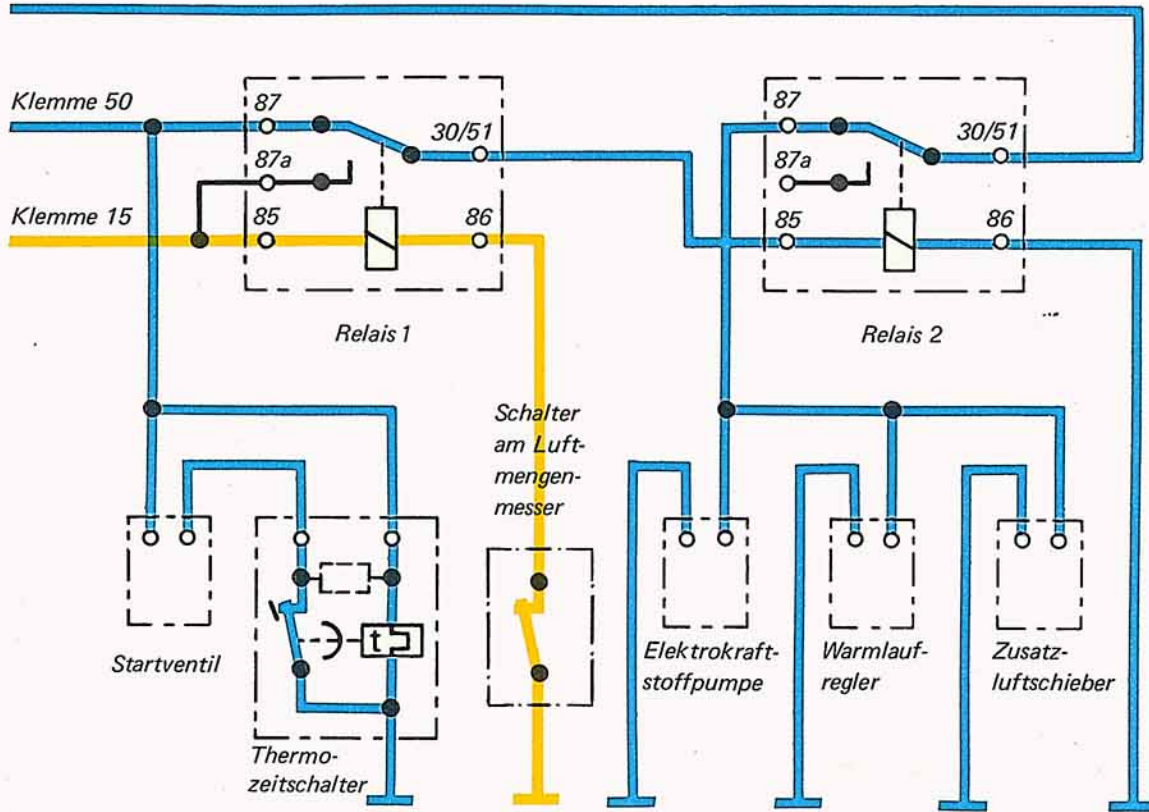 Klemme 50
87
30/51
87a
Klemme 15
85
86
Relais 1
87
30/51
87a
85
86
Relais 2
Schalter
am Luft-
mengen-
messer
Startventil
t
Thermo-
zeitschalter
Elektrokraft-
stoffpumpe
Warmlauf-
regler
Zusatz-
luftschieber